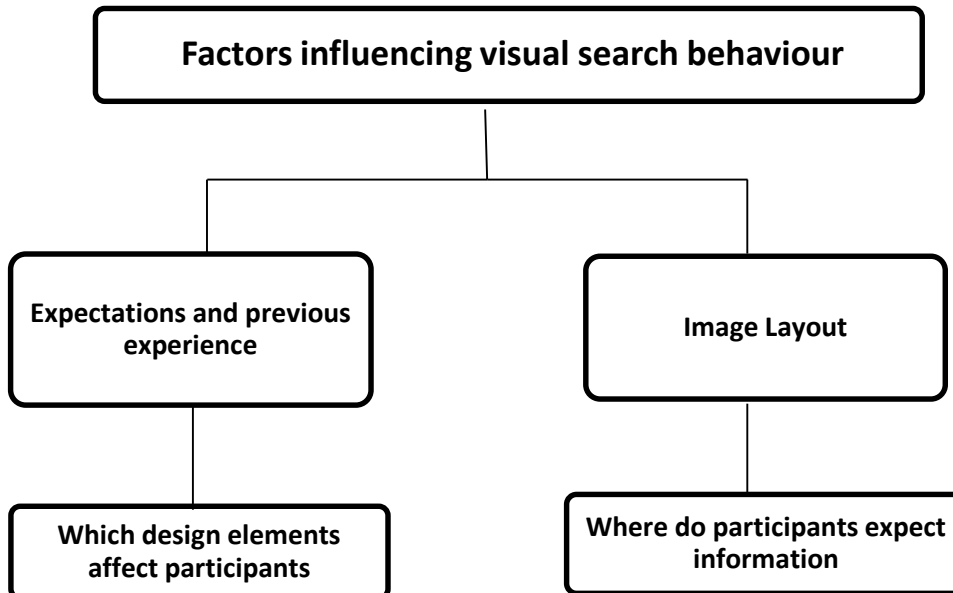 Factors influencing visual search behaviour
Expectations and previous
experience
Image Layout
Which design elements
affect participants
Where do participants expect
information